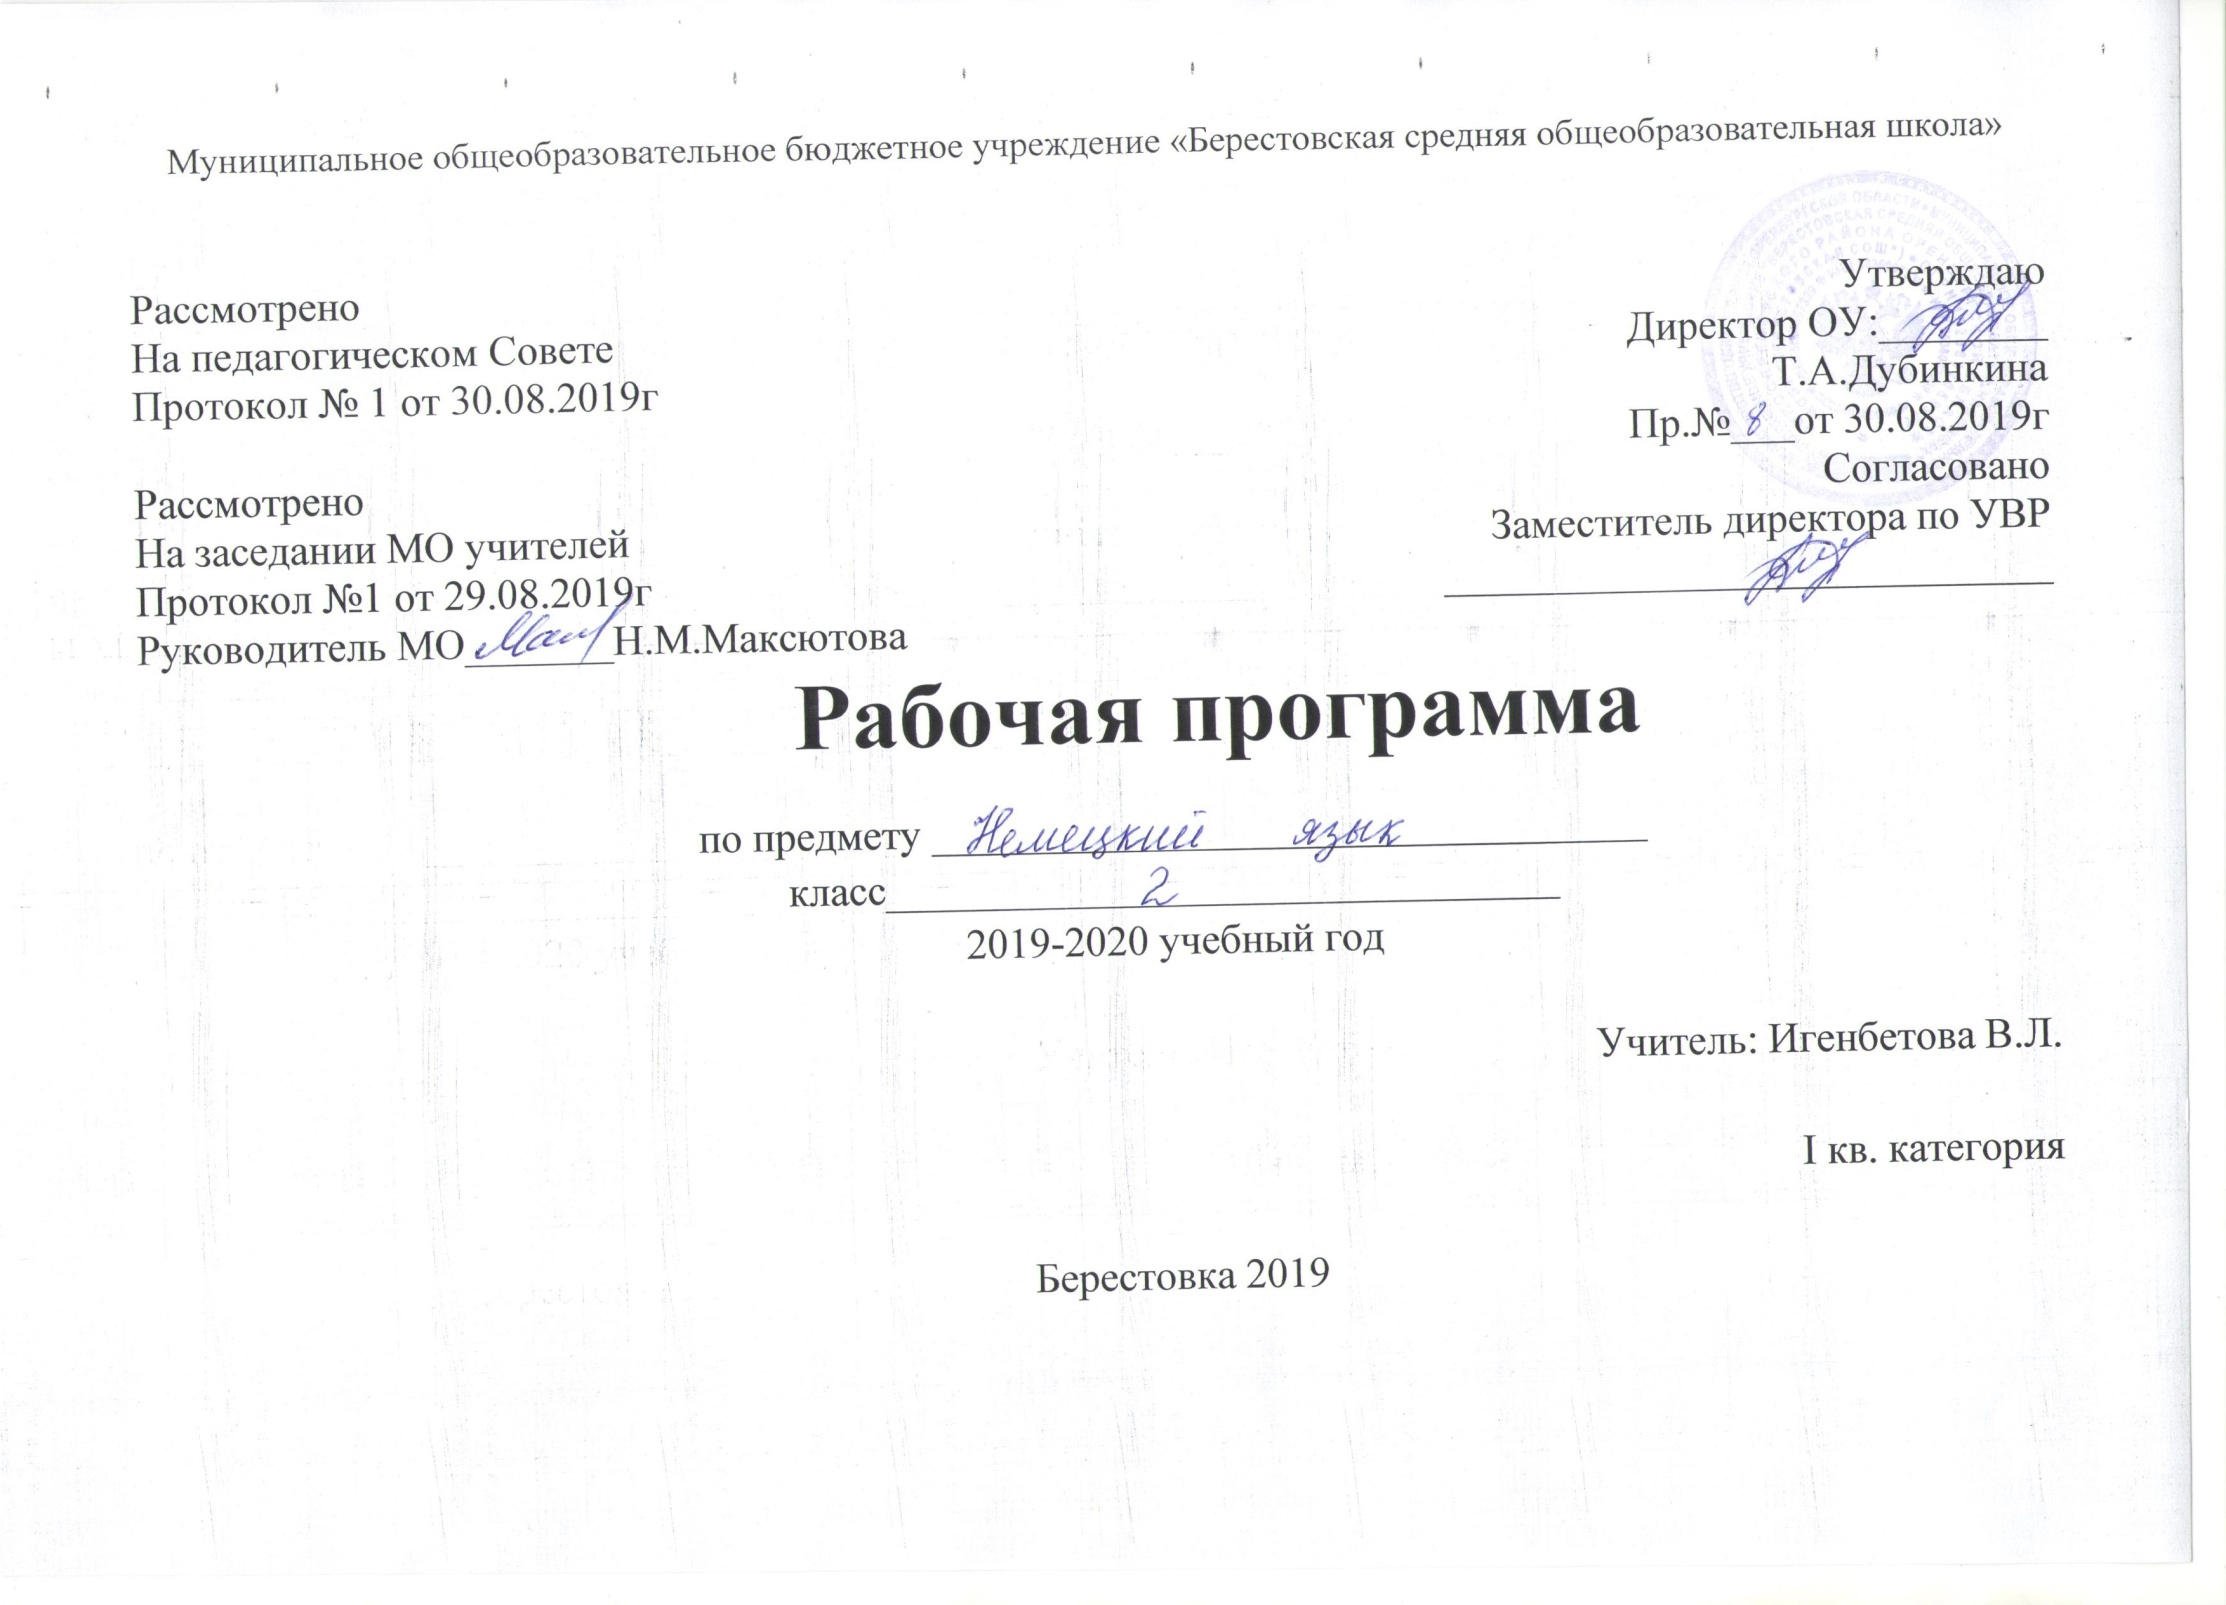 Муниципальное общеобразовательное бюджетное учреждение «Берестовская средняя общеобразовательная школа»
Рассмотрено
На педагогическом Совете
Протокол № 1 от 30.08.2019г
Рассмотрено
На заседании МО учителей
Протокол №1 от 29.08.2019г
Руководитель МО_______Н.М.Максютова
Утверждаю
Директор ОУ:________
Т.А.Дубинкина
Пр.№ 8 от 30.08.2019г
Согласовано
Заместитель директора по УВР
Рабочая программа
по предмету Немецкий язык
класс 2
2019-2020 учебный год
Учитель: Игенбетова В.Л.
I кв. категория
Берестовка 2019